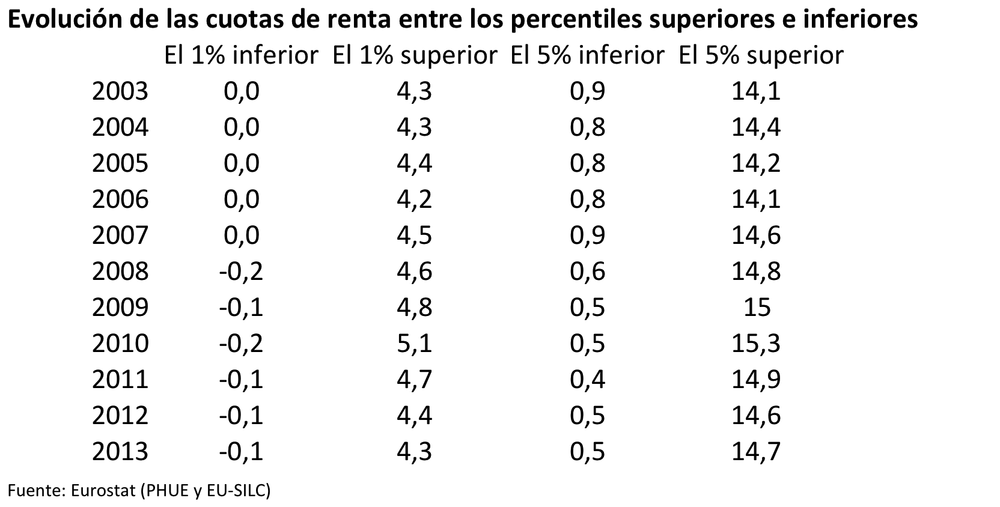 Evolución de las cuotas de renta entre los percentiles superiores e inferiores
El 1% inferior El 1% superior El 5% inferior El 5% superior
2003 0,0 4,3 0,9 14,1
2004 0,0 4,3 0,8 14,4
2005 0,0 4,4 0,8 14,2
2006 0,0 4,2 0,8 14,1
2007 0,0 4,5 0,9 14,6
2008 -0,2 4,6 0,6 14,8
2009 -0,1 4,8 0,5 15
2010 -0,2 5,1 0,5 15,3
2011 -0,1 4,7 0,4 14,9
2012 -0,1 4,4 0,5 14,6
2013 -0,1 4,3 0,5 14,7
Fuente: Eurostat (PHUE y EU-SILC)